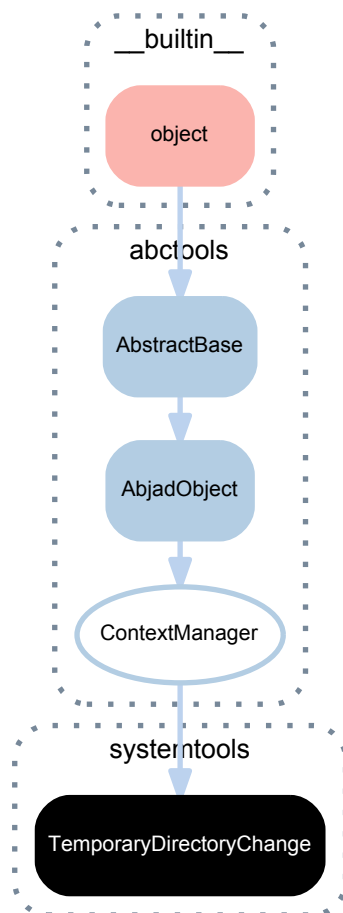 __builtin__
object
abctools
AbstractBase
AbjadObject
ContextManager
systemtools
TemporaryDirectoryChange